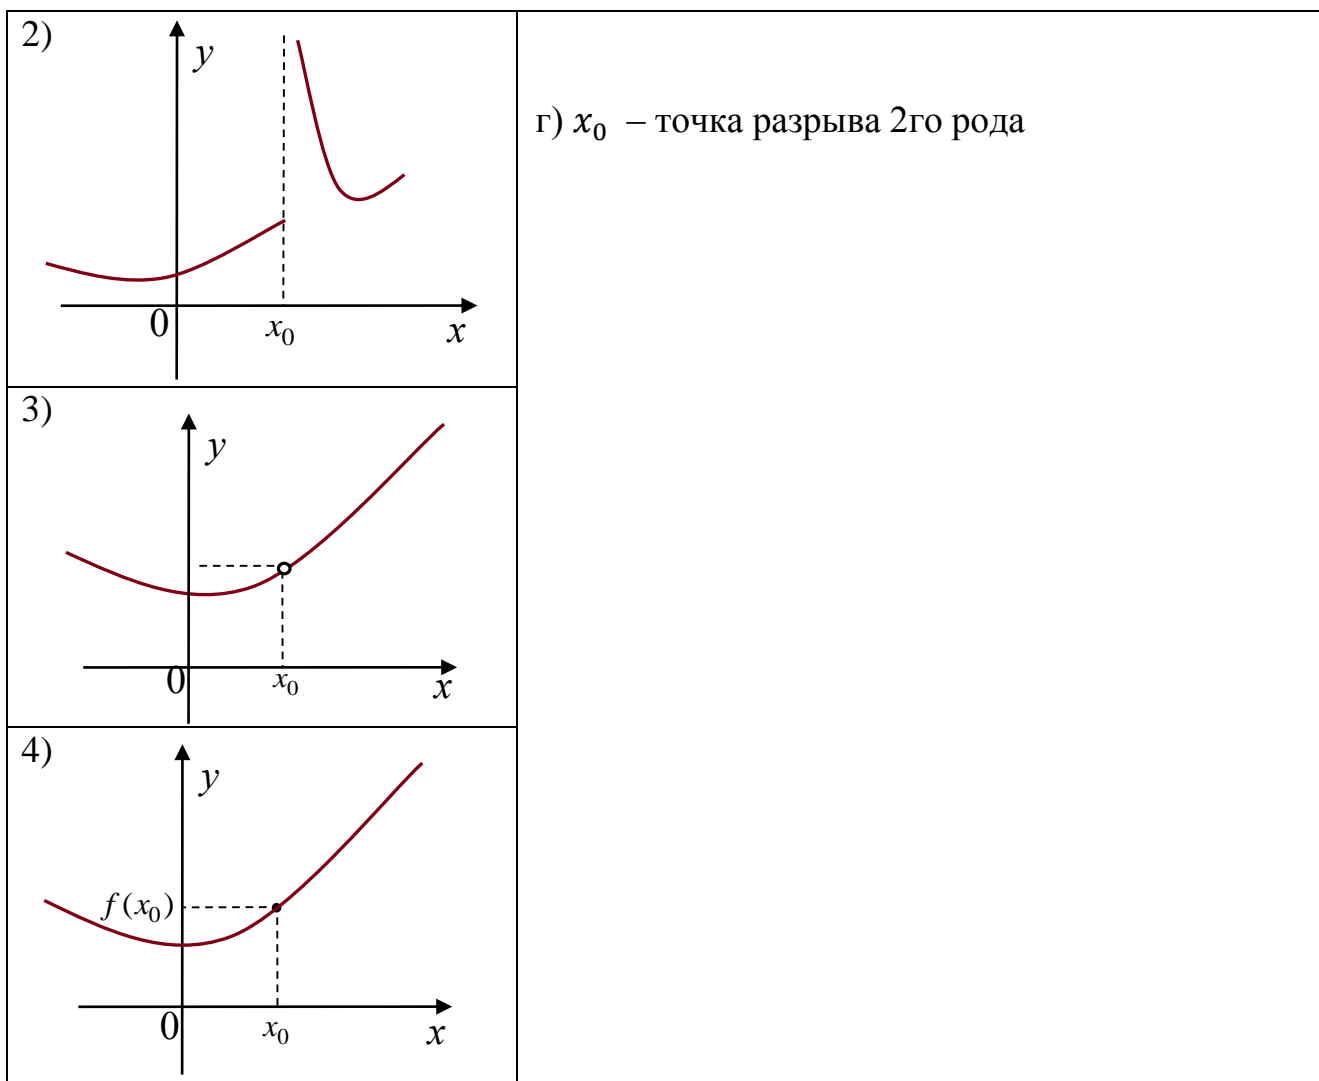 2)
y
г) x₀ – точка разрыва 2го рода
0
x₀
x
3)
y
0
x₀
x
4)
y
f(x₀)
0
x₀
x